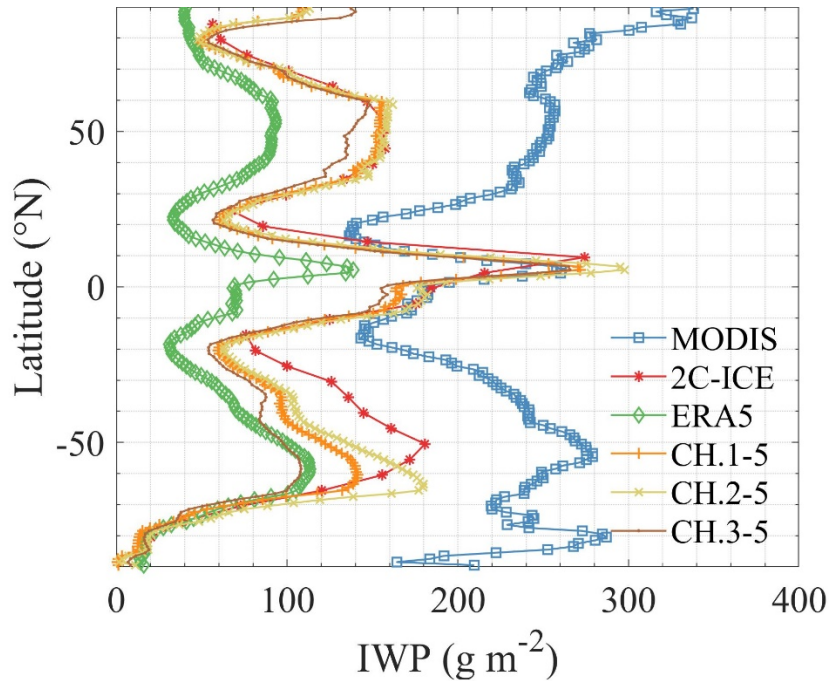 Latitude (°N)
50
0
-50
MODIS
2C-ICE
ERA5
CH.1-5
CH.2-5
CH.3-5
0 100 200 300 400
IWP (g m⁻²)